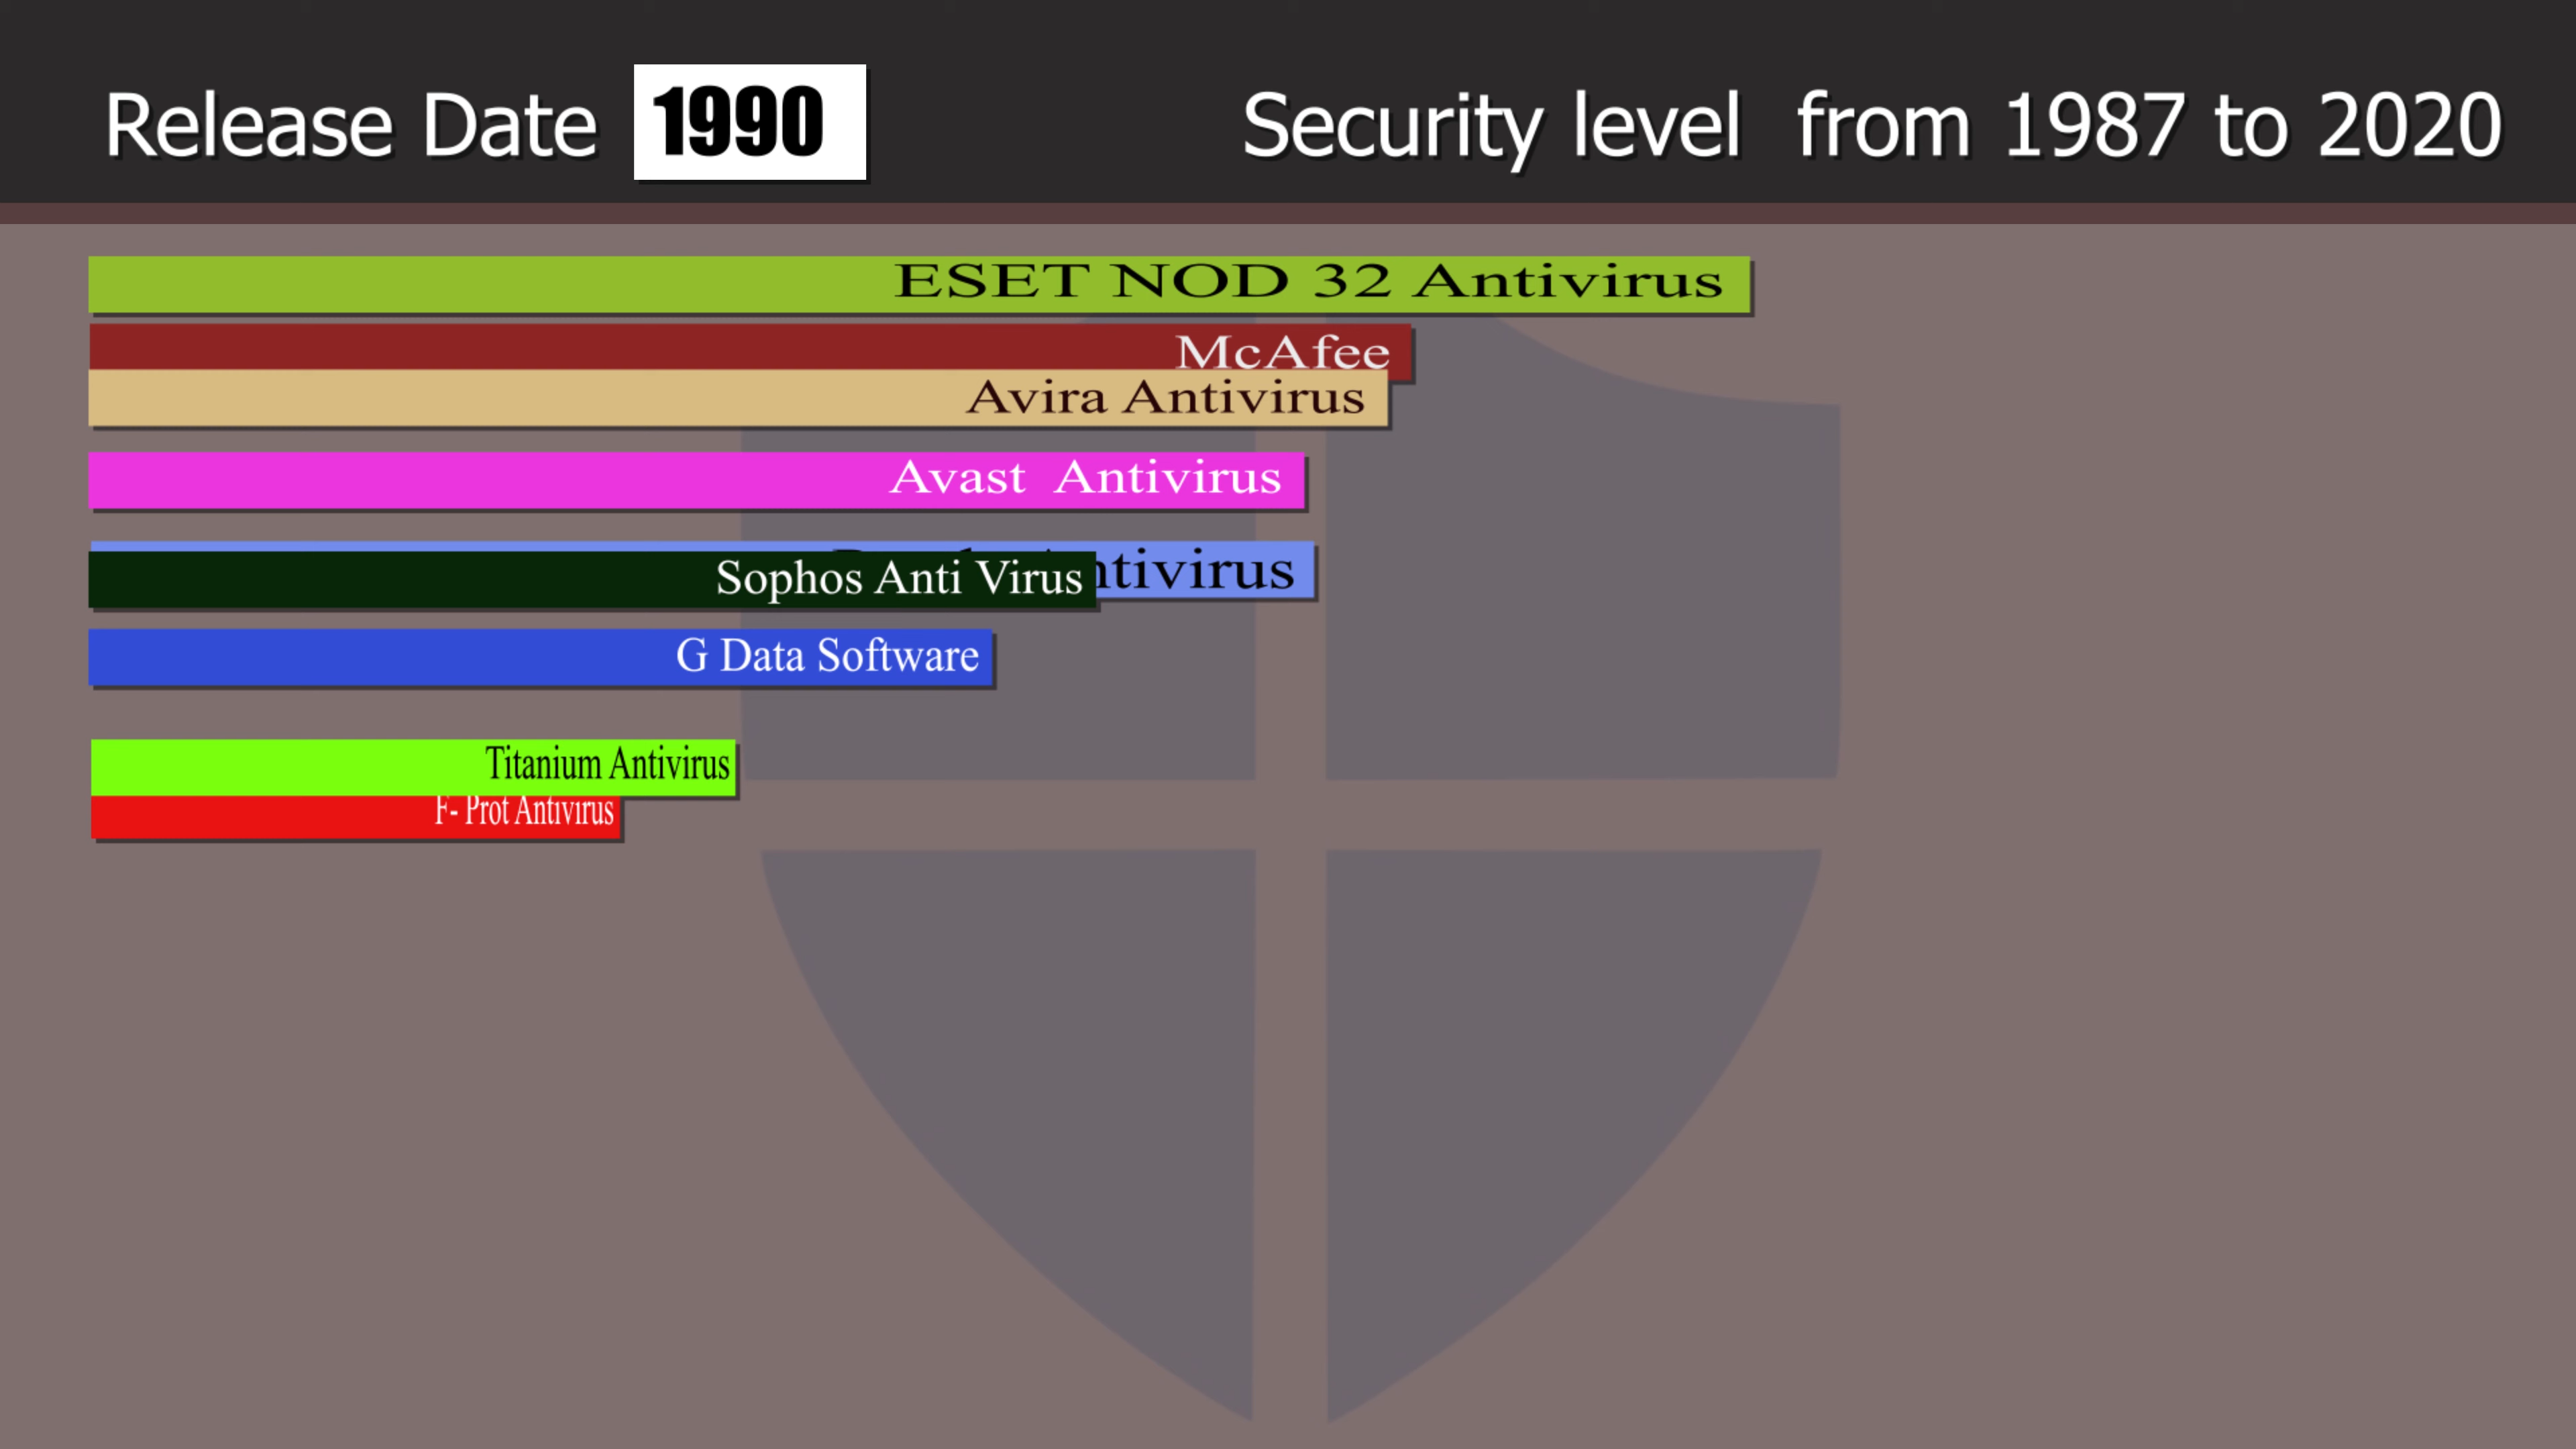 Release Date 1990
Security level from 1987 to 2020
ESET NOD 32 Antivirus
McAfee
Avira Antivirus
Avast Antivirus
Sophos Anti Virus
G Data Software
Titanium Antivirus
F- Prot Antivirus